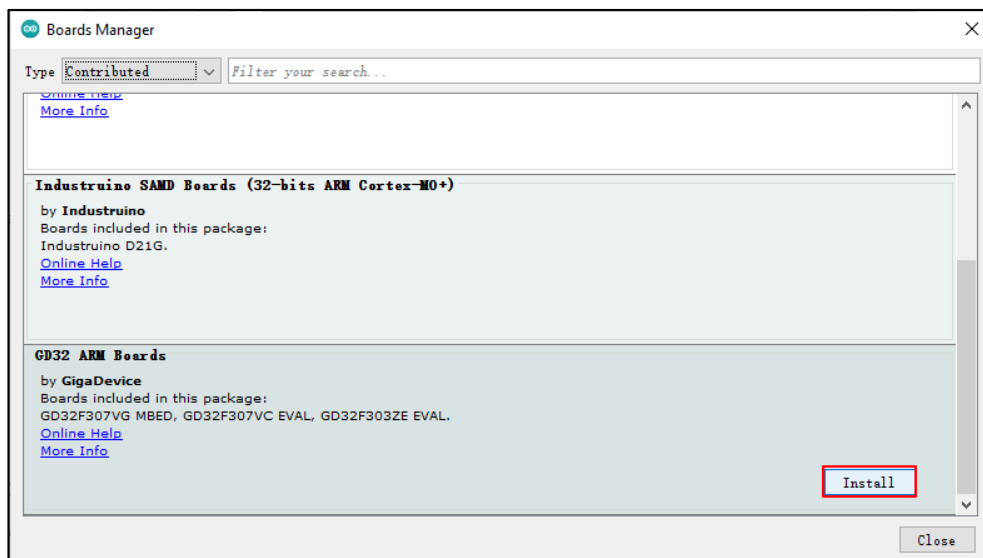 Boards Manager
Type Contributed Filter your search...
Online Help
More Info
Industruino SAMD Boards (32-bits ARM Cortex-M0+)
by Industruino
Boards included in this package:
Industruino D21G.
Online Help
More Info
GD32 ARM Boards
by GigaDevice
Boards included in this package:
GD32F307VG MBED, GD32F307VC EVAL, GD32F303ZE EVAL.
Online Help
More Info
Install
Close